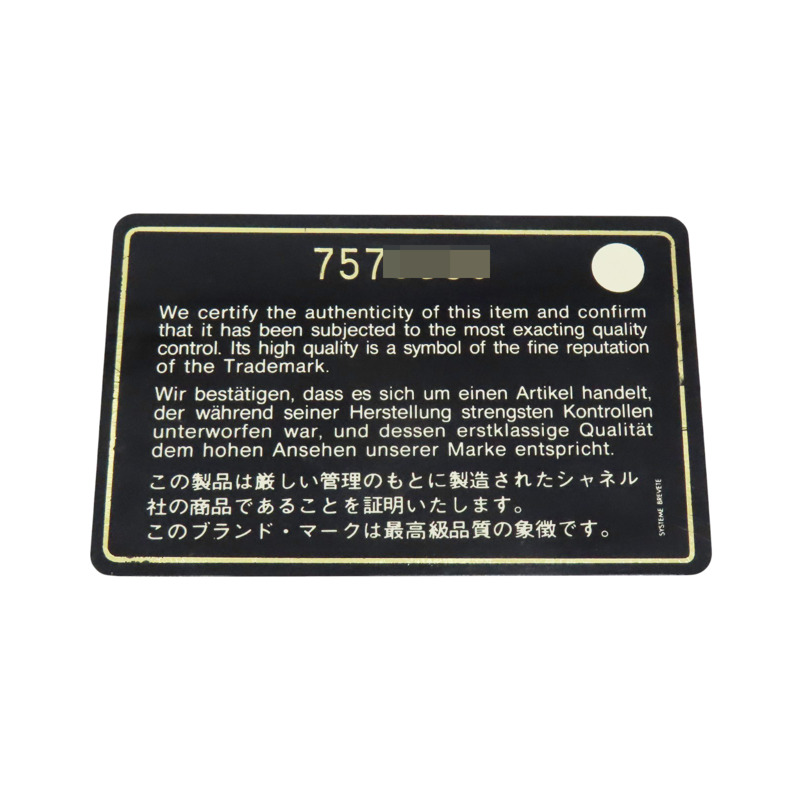 757
We certify the authenticity of this item and confirm
that it has been subjected to the most exacting quality
control. Its high quality is a symbol of the fine reputation
of the Trademark.
Wir bestätigen, dass es sich um einen Artikel handelt,
der während seiner Herstellung strengsten Kontrollen
unterworfen war, und dessen erstklassige Qualität
dem hohen Ansehen unserer Marke entspricht.
この製品は厳しい管理のもとに製造されたシャネル
社の商品であることを証明いたします。
このブランド・マークは最高級品質の象徴です。
SYSTEME BREVETE